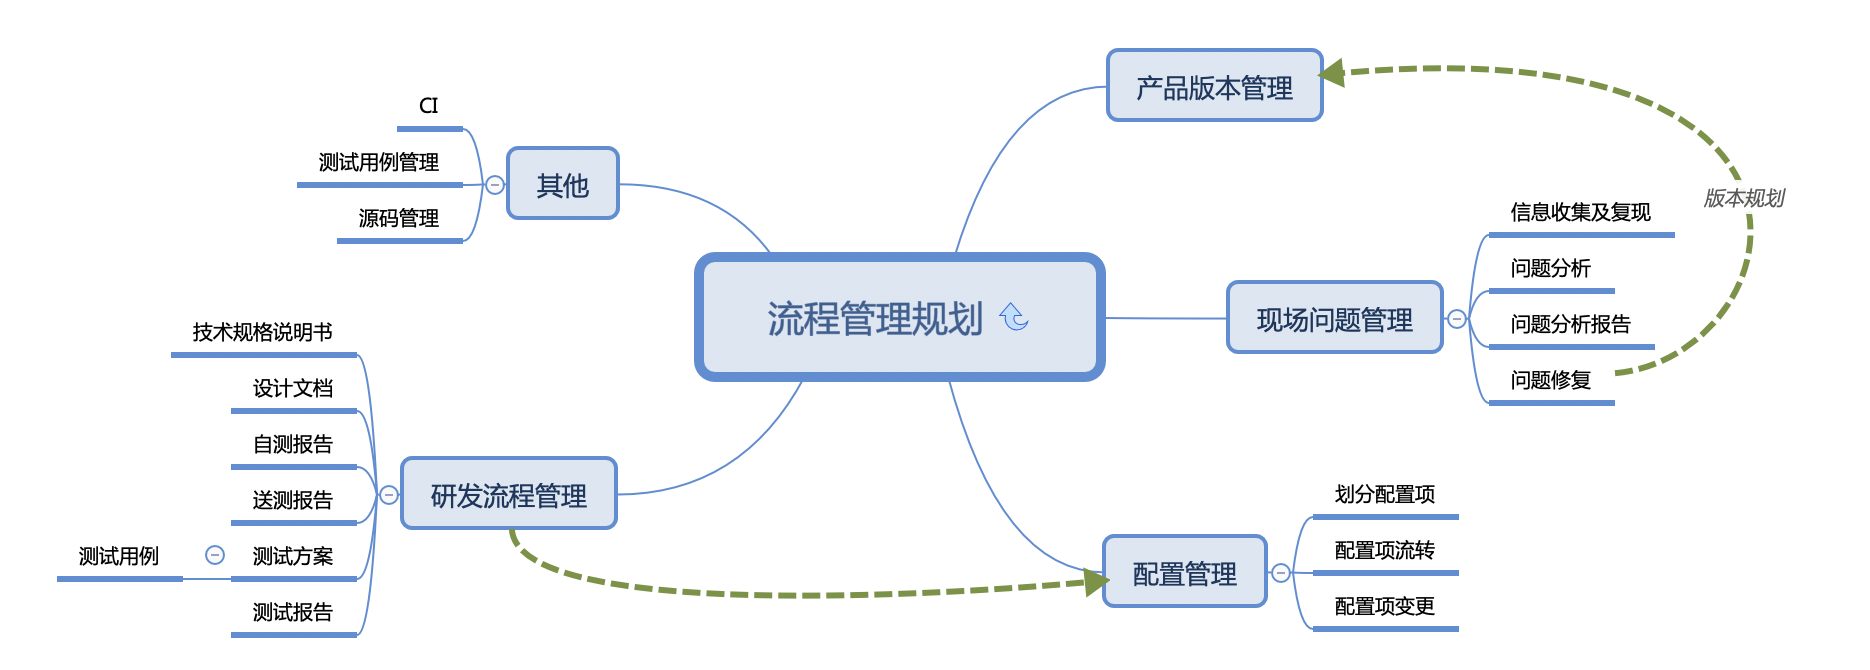 流程管理规划
产品版本管理
版本规划
现场问题管理
信息收集及复现
问题分析
问题分析报告
问题修复
配置管理
划分配置项
配置项流转
配置项变更
其他
CI
测试用例管理
源码管理
研发流程管理
技术规格说明书
设计文档
自测报告
送测报告
测试方案
测试用例
测试报告